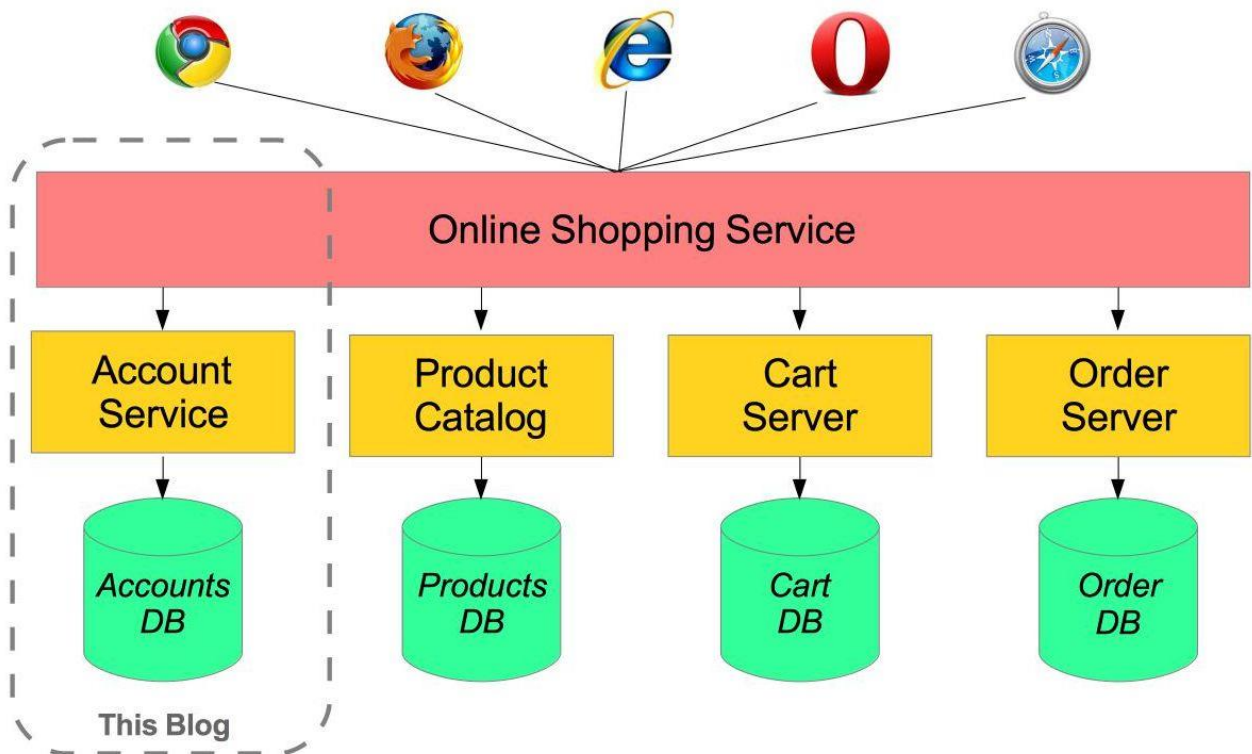 Online Shopping Service
Account
Service
Product
Catalog
Cart
Server
Order
Server
Accounts
DB
Products
DB
Cart
DB
Order
DB
This Blog